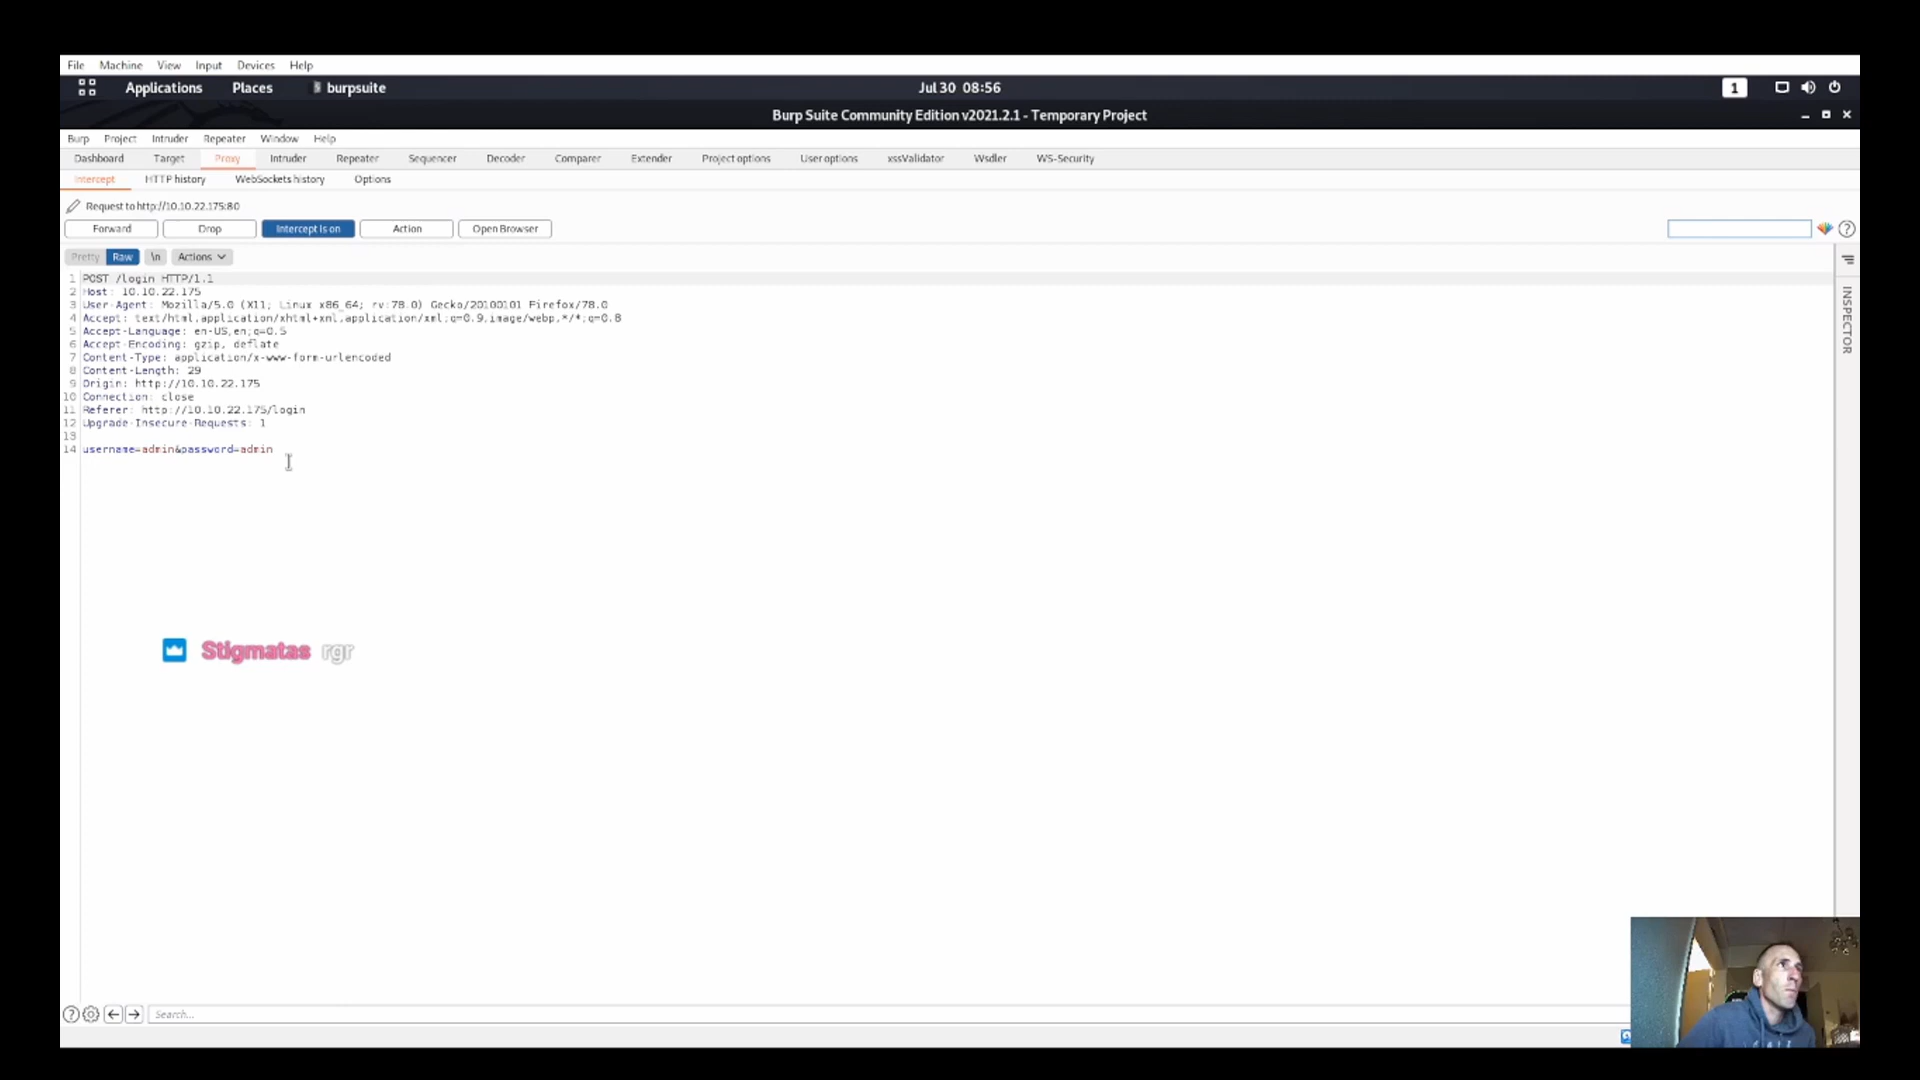 File Machine View Input Devices Help
Applications Places burpsuite Jul 30 08:56 1
Burp Suite Community Edition v2021.2.1 - Temporary Project
Burp Project Intruder Repeater Window Help
Dashboard Target Proxy Intruder Repeater Sequencer Decoder Comparer Extender Project options User options xssValidator Wsdler WS-Security
Intercept HTTP history WebSockets history Options
Request to http://10.10.22.175:80
Forward Drop Intercept is on Action Open Browser ?
Pretty Raw \n Actions
INSPECTOR
1 POST /login HTTP/1.1
2 Host: 10.10.22.175
3 User-Agent: Mozilla/5.0 (X11; Linux x86_64; rv:78.0) Gecko/20100101 Firefox/78.0
4 Accept: text/html,application/xhtml+xml,application/xml;q=0.9,image/webp,*/*;q=0.8
5 Accept-Language: en-US,en;q=0.5
6 Accept-Encoding: gzip, deflate
7 Content-Type: application/x-www-form-urlencoded
8 Content-Length: 29
9 Origin: http://10.10.22.175
10 Connection: close
11 Referer: http://10.10.22.175/login
12 Upgrade-Insecure-Requests: 1
13
14 username=admin&password=admin
Stigmatas rgr
? Search...